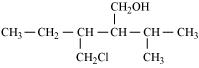 CH₂OH
CH₃ — CH₂ — CH — CH — CH — CH₃
CH₂Cl CH₃